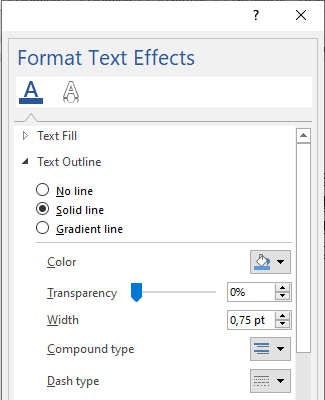 ?
Format Text Effects
A A
Text Fill
Text Outline
No line
Solid line
Gradient line
Color
Transparency 0%
Width 0,75 pt
Compound type
Dash type